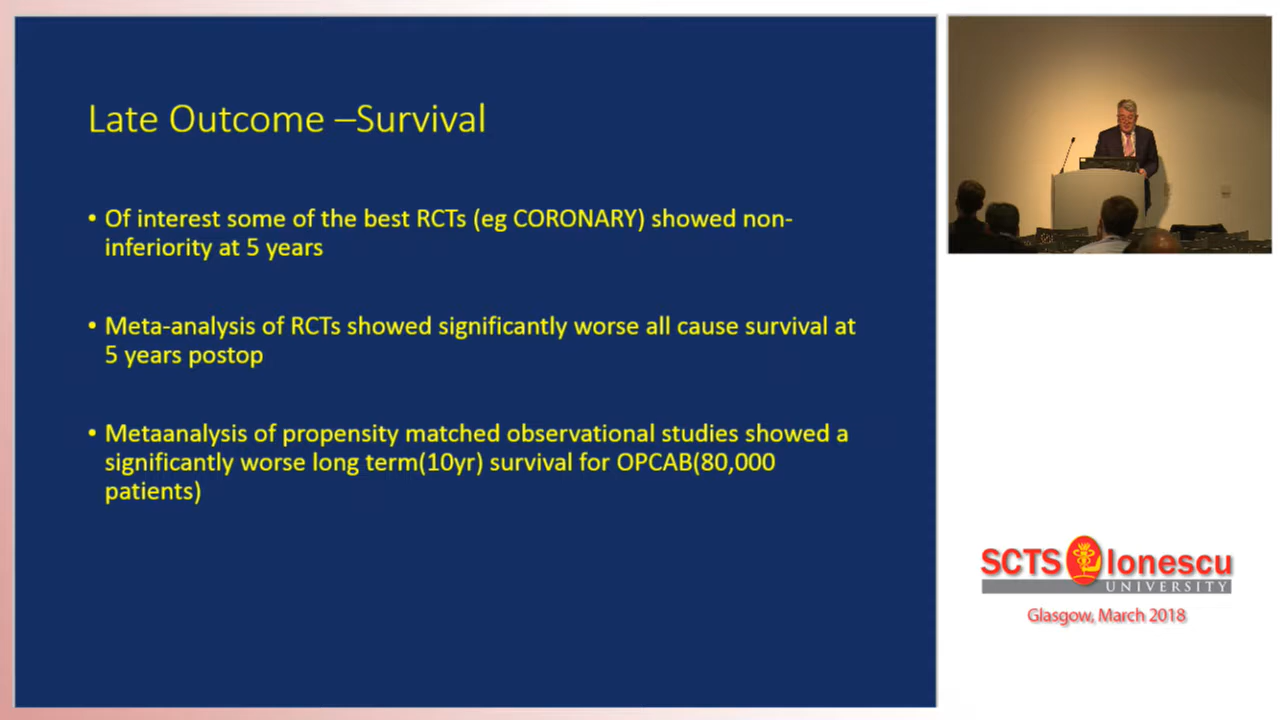 Late Outcome –Survival
• Of interest some of the best RCTs (eg CORONARY) showed non-
inferiority at 5 years
• Meta-analysis of RCTs showed significantly worse all cause survival at
5 years postop
• Metaanalysis of propensity matched observational studies showed a
significantly worse long term(10yr) survival for OPCAB(80,000
patients)
SCTS Ionescu
UNIVERSITY
Glasgow, March 2018